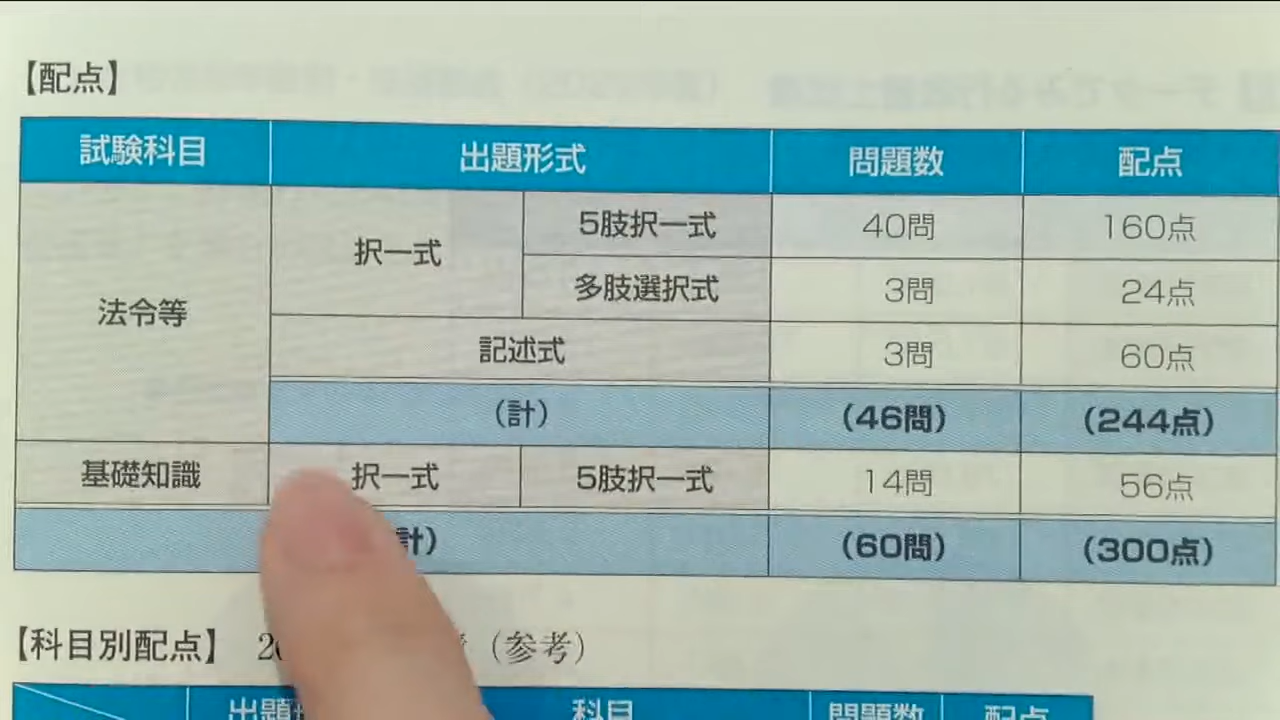 【配点】
試験科目 出題形式 問題数 配点
法令等 択一式 5肢択一式 40問 160点
多肢選択式 3問 24点
記述式 3問 60点
(計) (46問) (244点)
基礎知識 択一式 5肢択一式 14問 56点
計) (60問) (300点)
【科目別配点】 (参考)
科目 問題数 配点